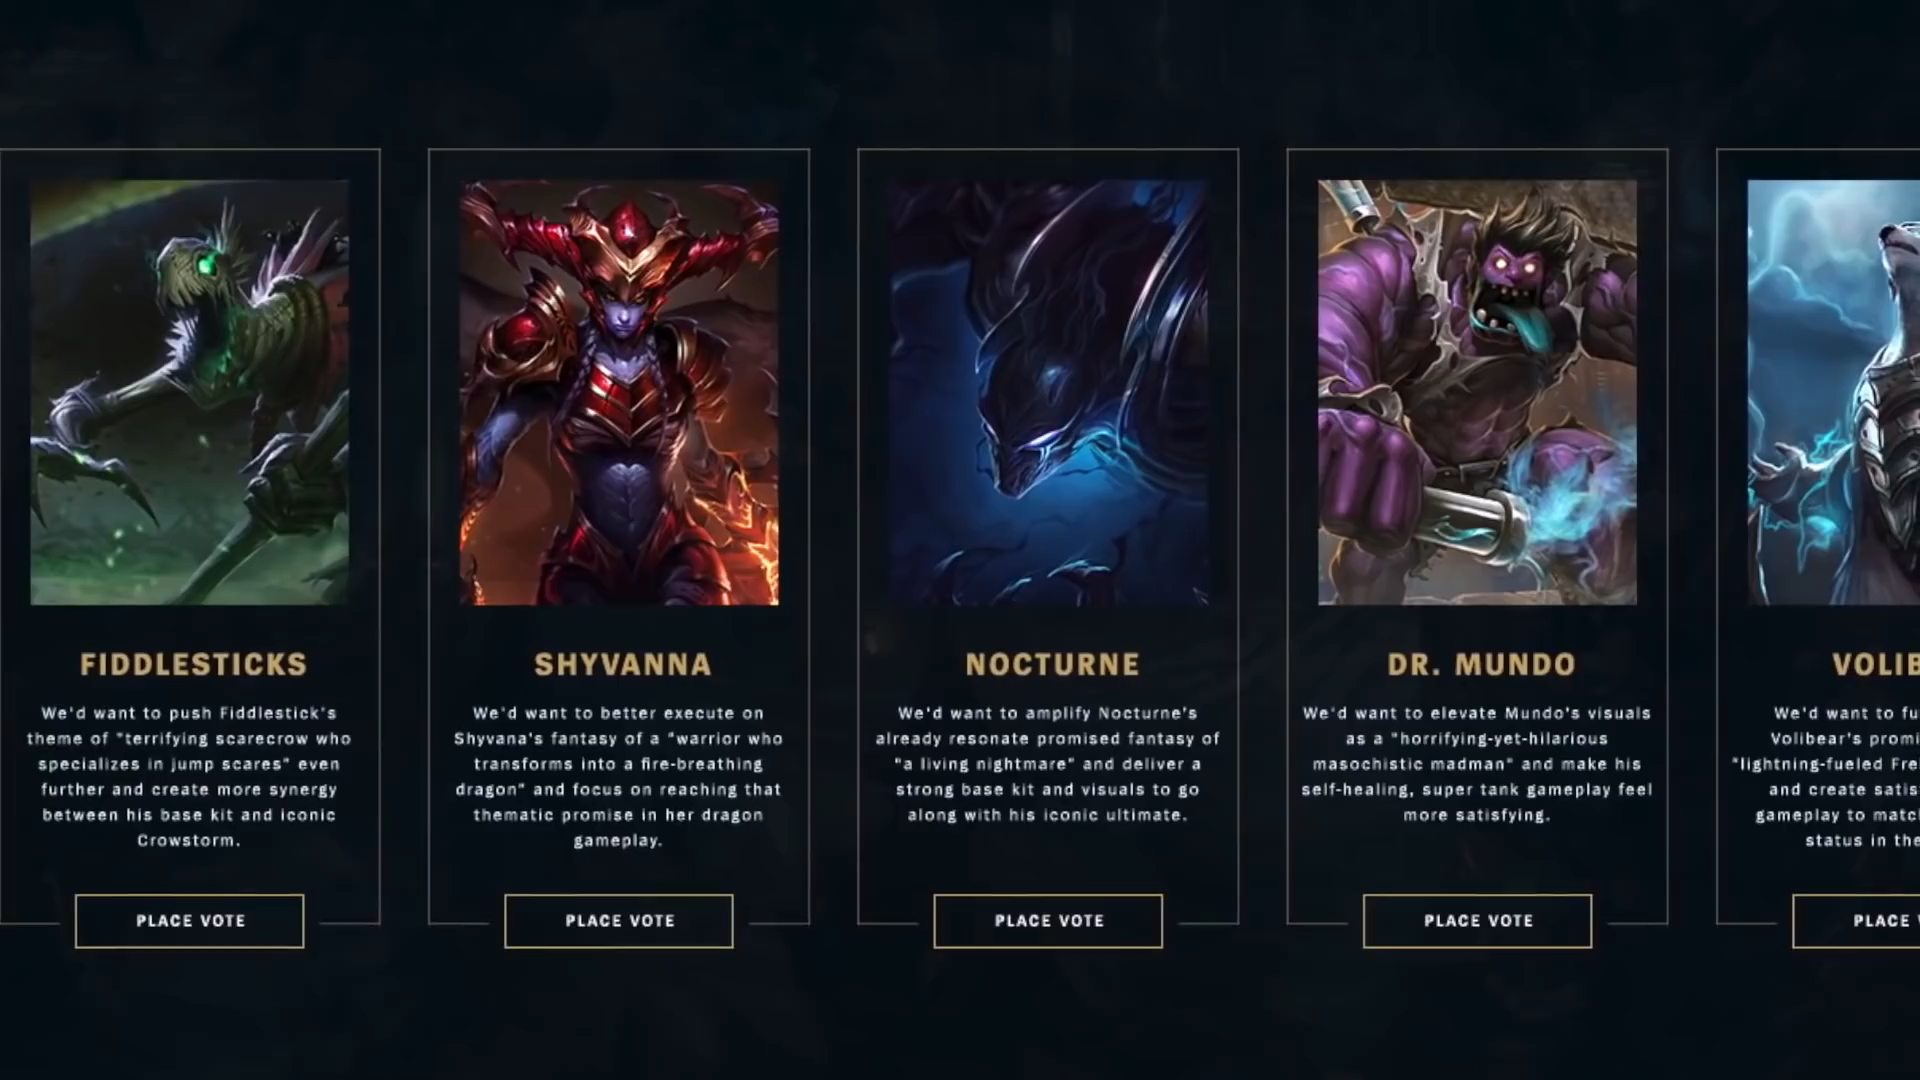 FIDDLESTICKS
We'd want to push Fiddlestick's
theme of "terrifying scarecrow who
specializes in jump scares" even
further and create more synergy
between his base kit and iconic
Crowstorm.
PLACE VOTE
SHYVANNA
We'd want to better execute on
Shyvana's fantasy of a "warrior who
transforms into a fire-breathing
dragon" and focus on reaching that
thematic promise in her dragon
gameplay.
PLACE VOTE
NOCTURNE
We'd want to amplify Nocturne's
already resonate promised fantasy of
"a living nightmare" and deliver a
strong base kit and visuals to go
along with his iconic ultimate.
PLACE VOTE
DR. MUNDO
We'd want to elevate Mundo's visuals
as a "horrifying-yet-hilarious
masochistic madman" and make his
self-healing, super tank gameplay feel
more satisfying.
PLACE VOTE
VOLIB
We'd want to fu
Volibear's promi
"lightning-fueled Fre
and create satis
gameplay to matc
status in the
PLACE